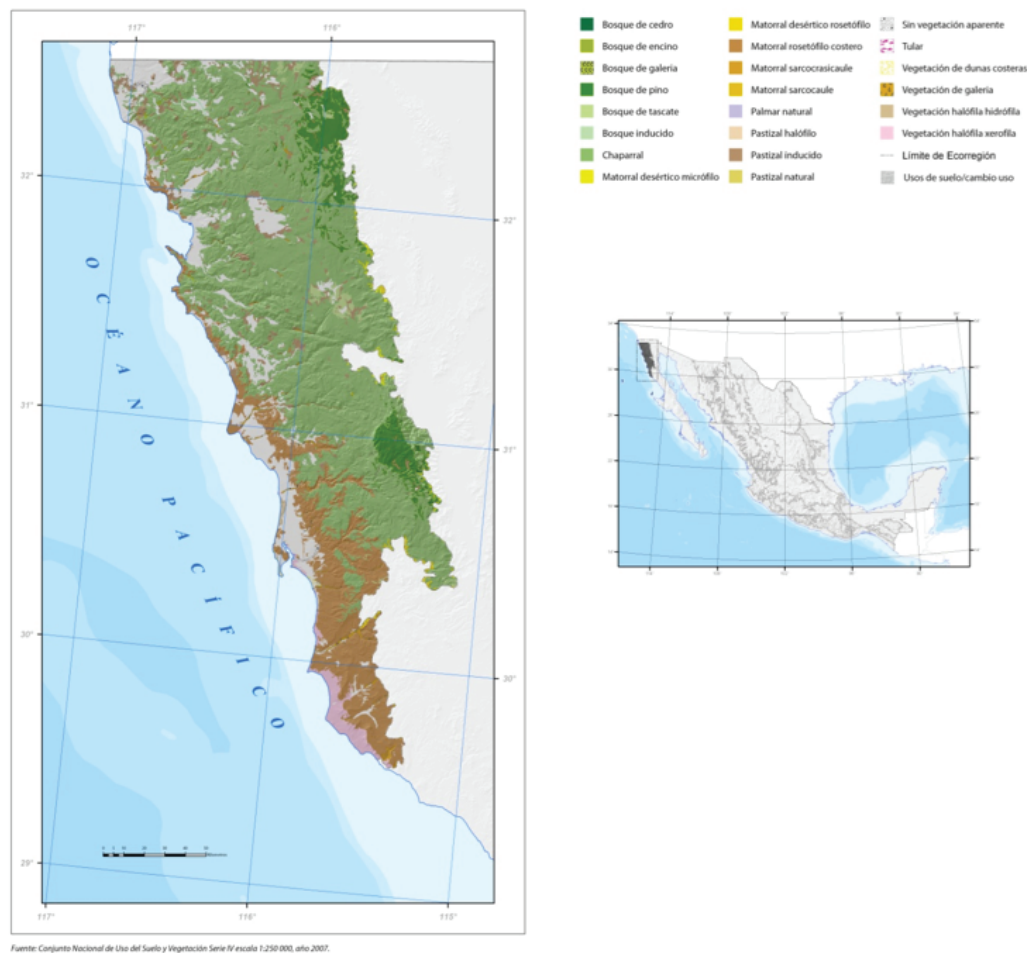 117°
116°
32°
32°
31°
31°
30°
30°
29°
117°
116°
115°
OCÉANO PACÍFICO
Bosque de cedro
Bosque de encino
Bosque de galeria
Bosque de pino
Bosque de tascate
Bosque inducido
Chaparral
Matorral desértico micrófilo
Matorral desértico rosetófilo
Matorral rosetófilo costero
Matorral sarcocrasicaule
Matorral sarcocaule
Palmar natural
Pastizal halófilo
Pastizal inducido
Pastizal natural
Sin vegetación aparente
Tular
Vegetación de dunas costeras
Vegetación de galeria
Vegetación halófila hidrófila
Vegetación halófila xerofila
Límite de Ecorregión
Usos de suelo/cambio uso
Fuente: Conjunto Nacional de Uso del Suelo y Vegetación Serie IV escala 1:250 000, año 2007.